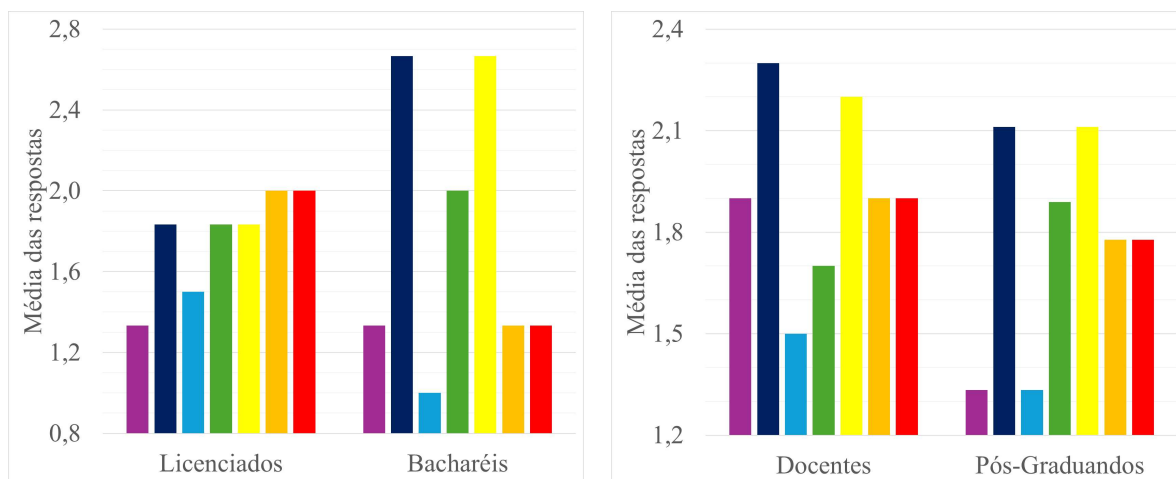 Média das respostas
2,8
2,4
2,0
1,6
1,2
0,8
Licenciados
Bacharéis
Média das respostas
2,4
2,1
1,8
1,5
1,2
Docentes
Pós-Graduandos